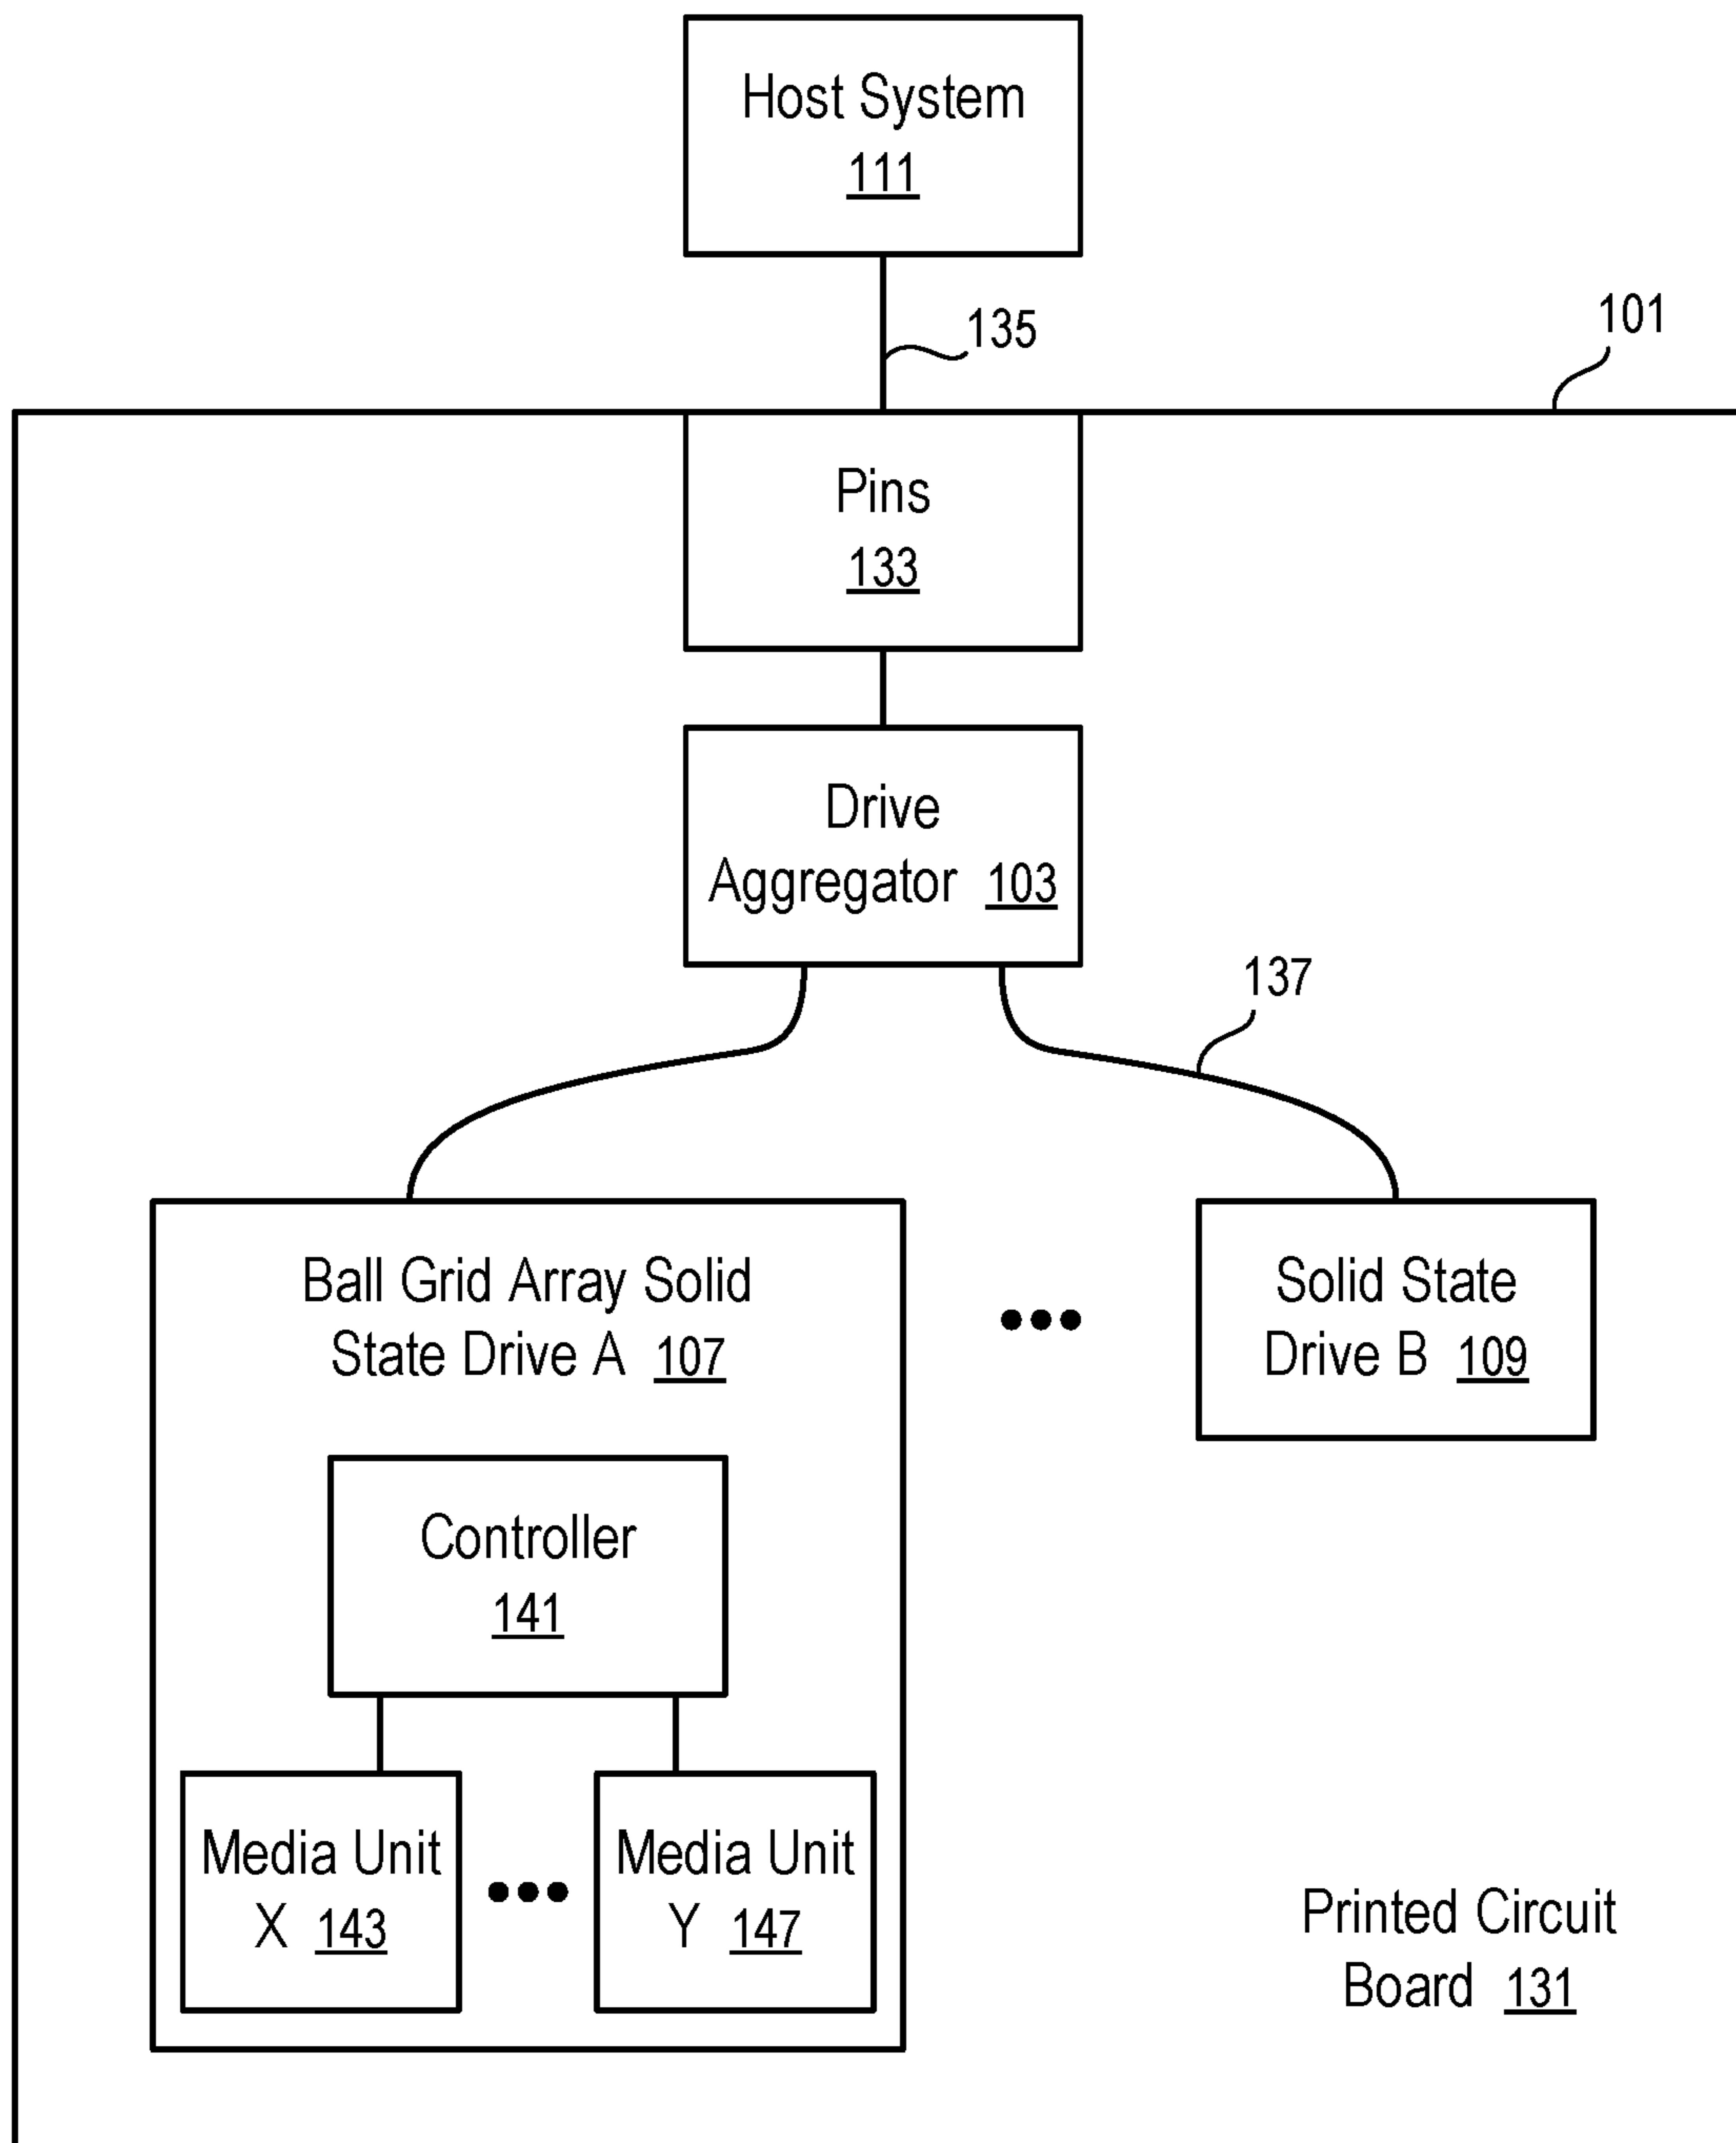 Host System
111
135
101
Pins
133
Drive
Aggregator 103
137
Ball Grid Array Solid
State Drive A 107
Solid State
Drive B 109
Controller
141
Media Unit
X 143
Media Unit
Y 147
Printed Circuit
Board 131